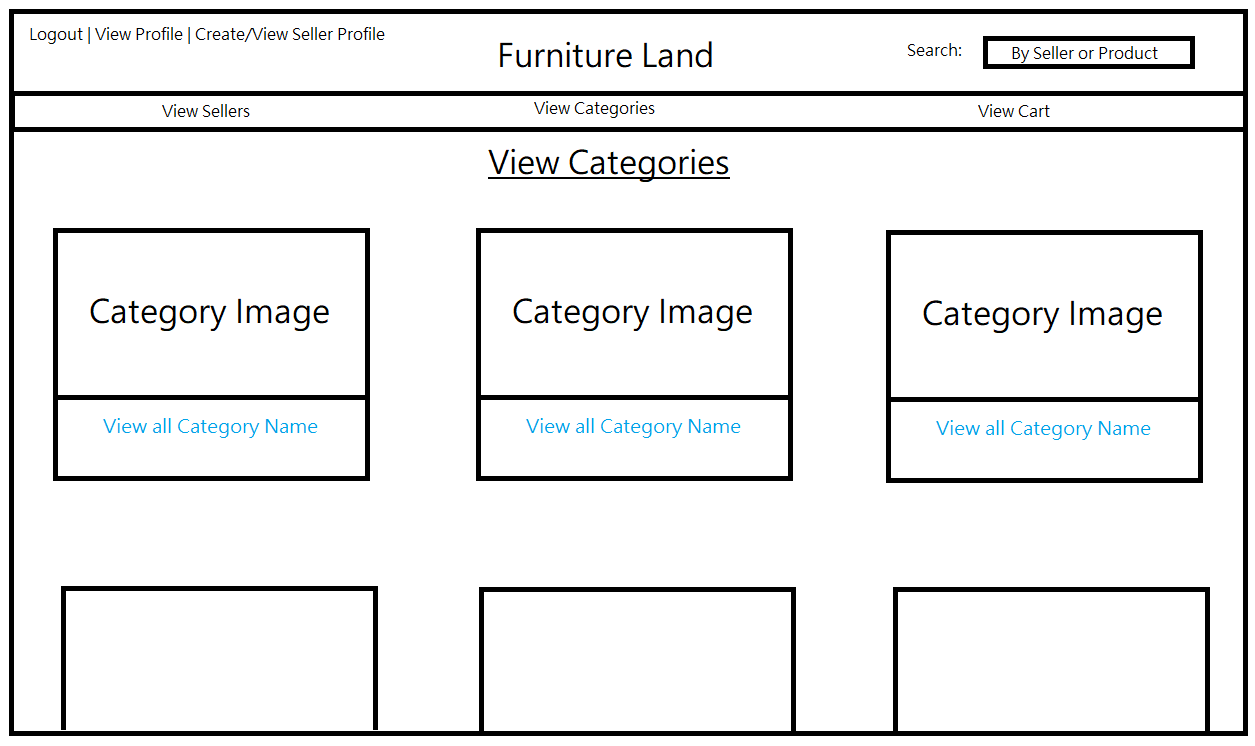 Logout | View Profile | Create/View Seller Profile
Furniture Land
Search: By Seller or Product
View Sellers View Categories View Cart
View Categories
Category Image Category Image Category Image
View all Category Name View all Category Name View all Category Name